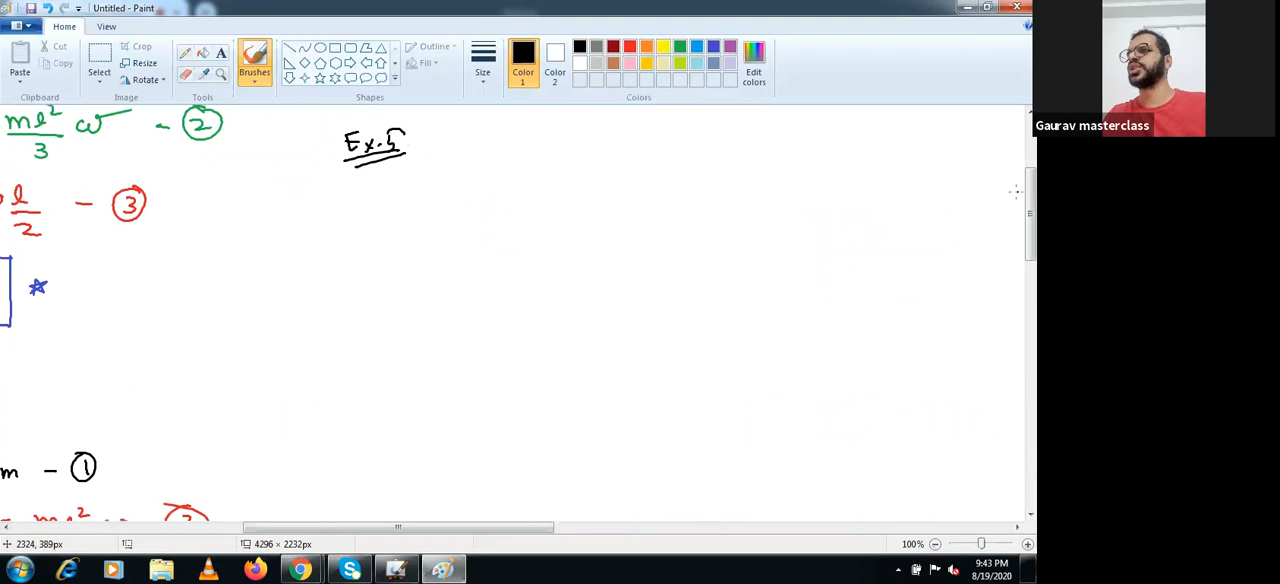 Untitled - Paint
Home
View
Paste
Cut
Copy
Clipboard
Select
Crop
Resize
Rotate
Image
Tools
Brushes
Outline
Fill
Shapes
Size
Color 1
Color 2
Edit colors
Colors
Gaurav masterclass
mℓ²/3 ω - ②
Ex.5
ℓ/2 - ③
m - ①
2324, 389px
4296 × 2232px
100%
9:43 PM
8/19/2020